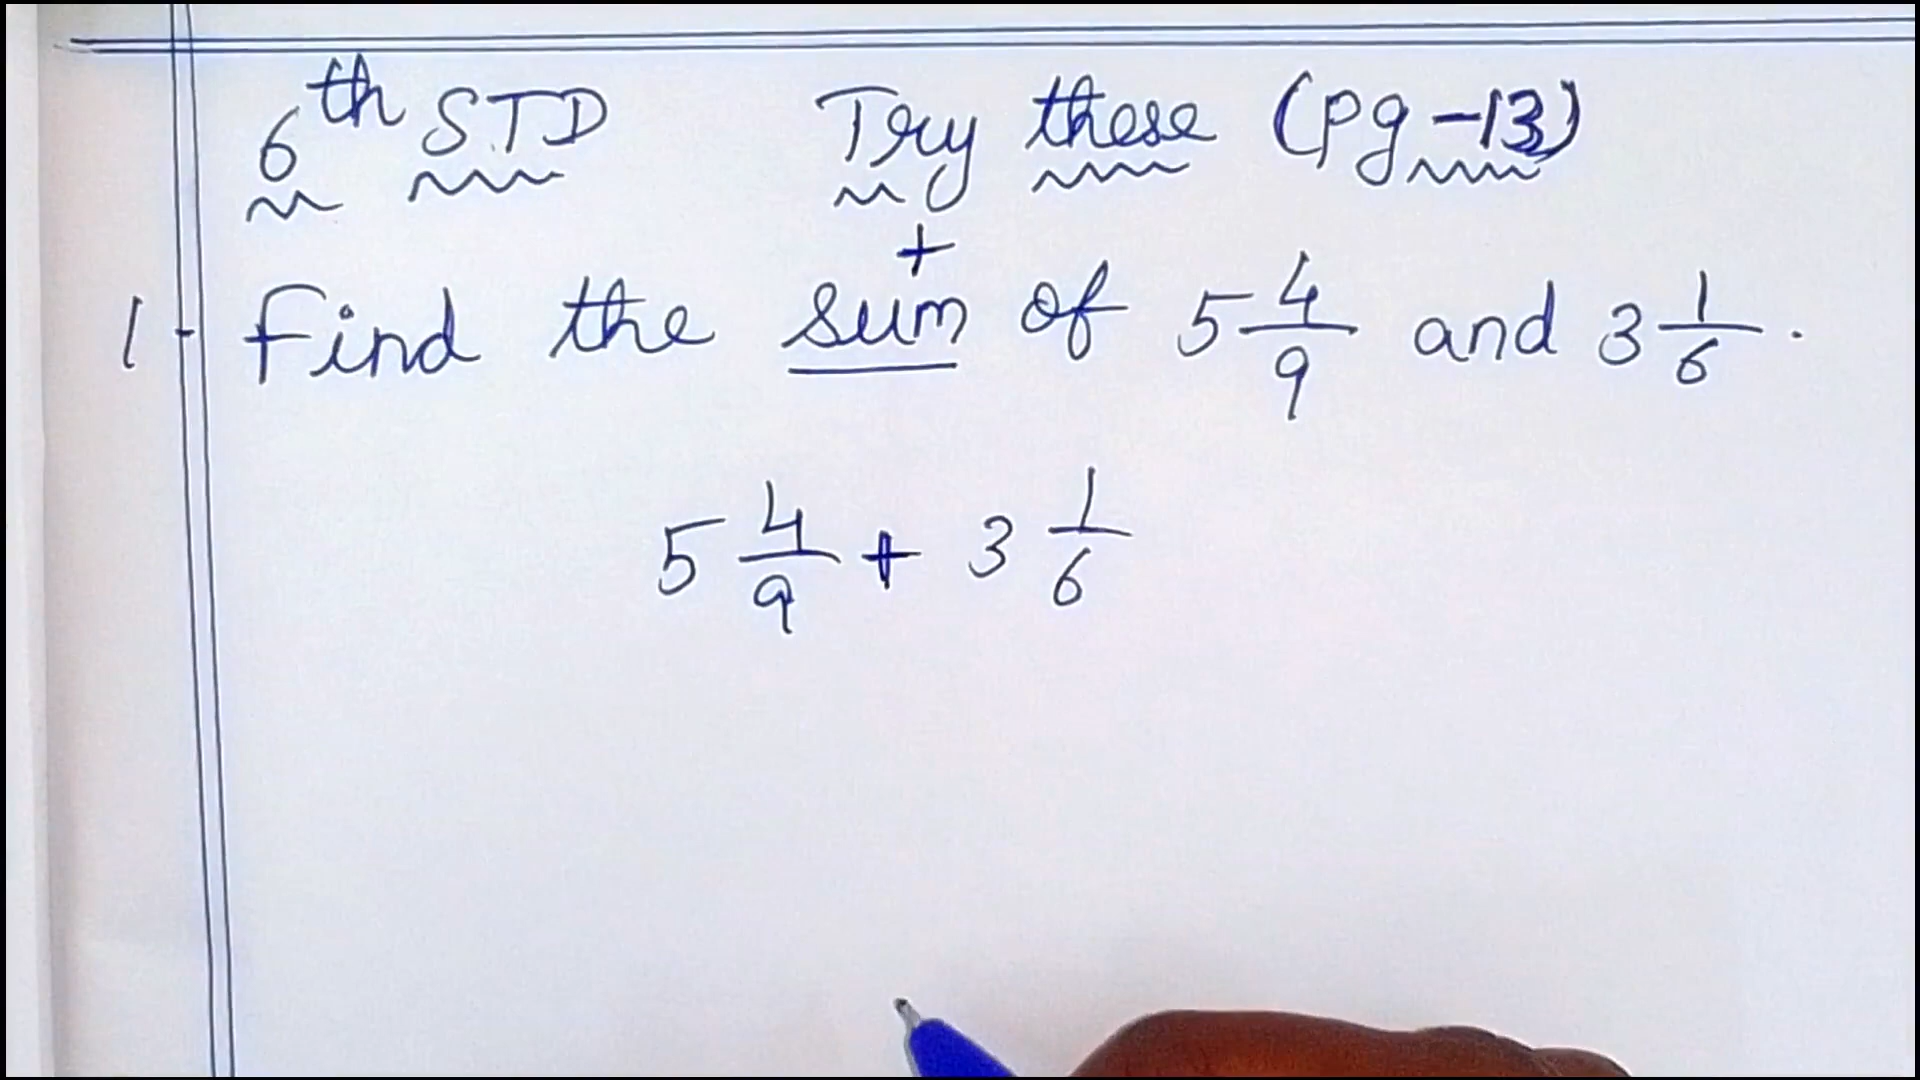 6th STD Try these (pg-13)
+
1- Find the sum of 5 4/9 and 3 1/6.
5 4/9 + 3 1/6